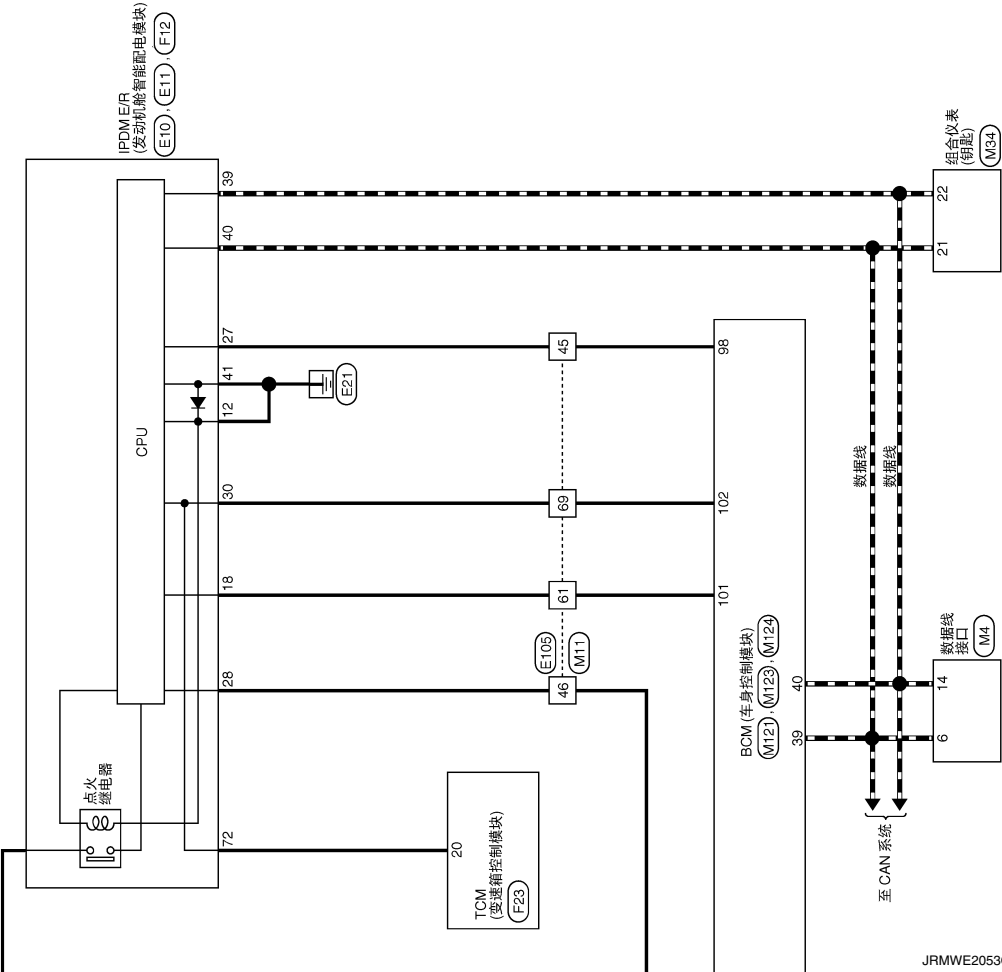 IPDM E/R
(发动机舱智能配电模块)
E10 , E11 , F12
CPU
点火
继电器
39
40
27
41
12
30
18
28
72
E21
45
69
61
46
E105
M11
98
102
101
40
39
BCM (车身控制模块)
M121 , M123 , M124
20
TCM
(变速箱控制模块)
F23
组合仪表
(钥匙)
M34
22
21
数据线
数据线
数据线
接口
M4
14
6
至 CAN 系统
JRMWE2053